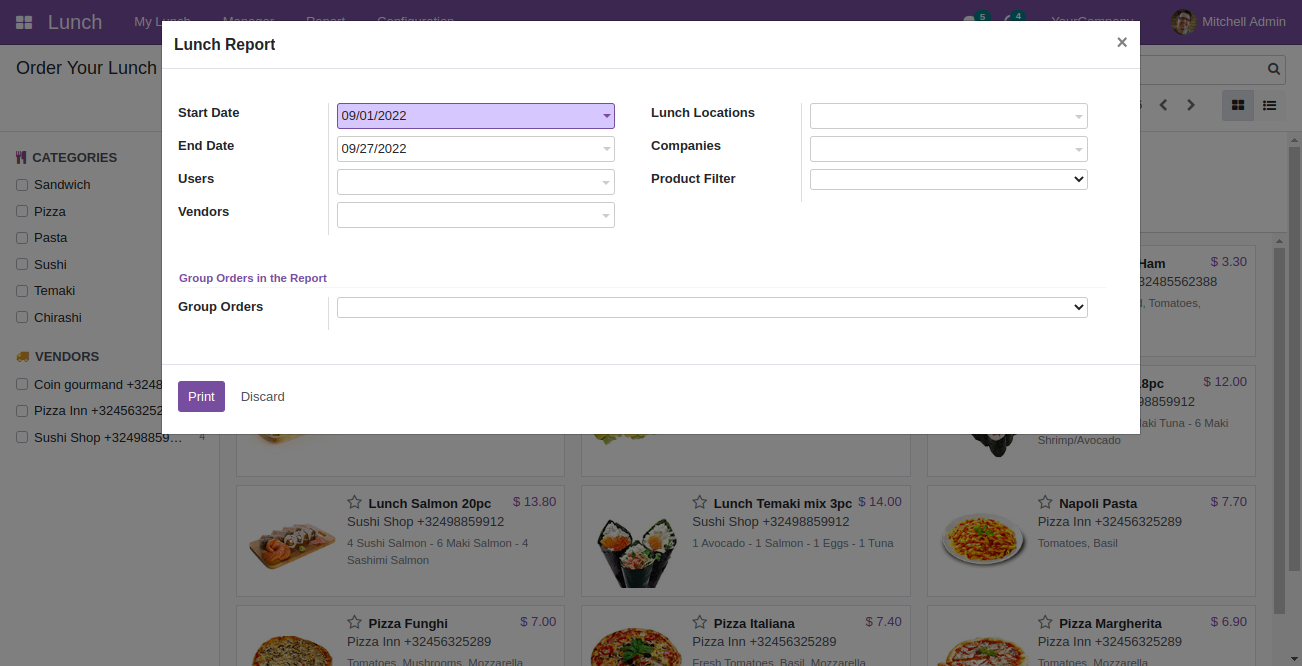 Lunch
My Lunch
Manager
Report
Configuration
5
4
YourCompany
Mitchell Admin
Order Your Lunch
Lunch Report
×
Start Date
09/01/2022
Lunch Locations
End Date
09/27/2022
Companies
Users
Product Filter
Vendors
Group Orders in the Report
Group Orders
Print
Discard
CATEGORIES
Sandwich
Pizza
Pasta
Sushi
Temaki
Chirashi
VENDORS
Coin gourmand +3248
Pizza Inn +324563252
Sushi Shop +32498859…
4
Ham
$ 3.30
32485562388
, Tomatoes,
8pc
$ 12.00
98859912
Maki Tuna - 6 Maki
Shrimp/Avocado
Lunch Salmon 20pc
$ 13.80
Sushi Shop +32498859912
4 Sushi Salmon - 6 Maki Salmon - 4
Sashimi Salmon
Lunch Temaki mix 3pc
$ 14.00
Sushi Shop +32498859912
1 Avocado - 1 Salmon - 1 Eggs - 1 Tuna
Napoli Pasta
$ 7.70
Pizza Inn +32456325289
Tomatoes, Basil
Pizza Funghi
$ 7.00
Pizza Inn +32456325289
Tomatoes, Mushrooms, Mozzarella
Pizza Italiana
$ 7.40
Pizza Inn +32456325289
Fresh Tomatoes, Basil, Mozzarella
Pizza Margherita
$ 6.90
Pizza Inn +32456325289
Tomatoes, Mozzarella